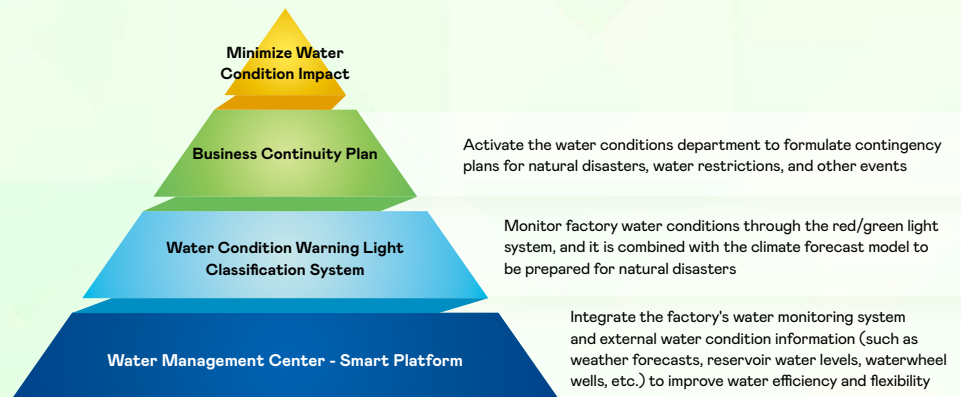 Minimize Water
Condition Impact
Business Continuity Plan
Activate the water conditions department to formulate contingency
plans for natural disasters, water restrictions, and other events
Water Condition Warning Light
Classification System
Monitor factory water conditions through the red/green light
system, and it is combined with the climate forecast model to
be prepared for natural disasters
Water Management Center - Smart Platform
Integrate the factory's water monitoring system
and external water condition information (such as
weather forecasts, reservoir water levels, waterwheel
wells, etc.) to improve water efficiency and flexibility